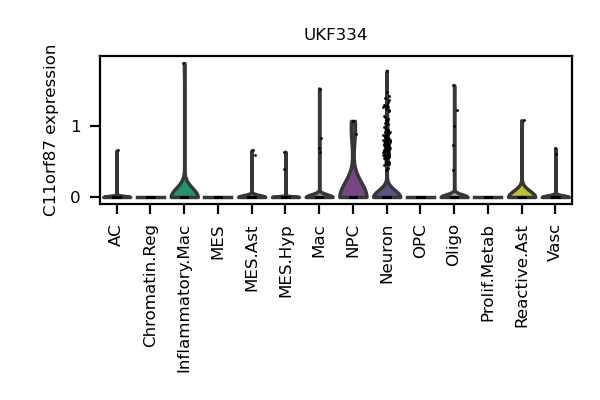 UKF334
C11orf87 expression
1
0
AC
Chromatin.Reg
Inflammatory.Mac
MES
MES.Ast
MES.Hyp
Mac
NPC
Neuron
OPC
Oligo
Prolif.Metab
Reactive.Ast
Vasc